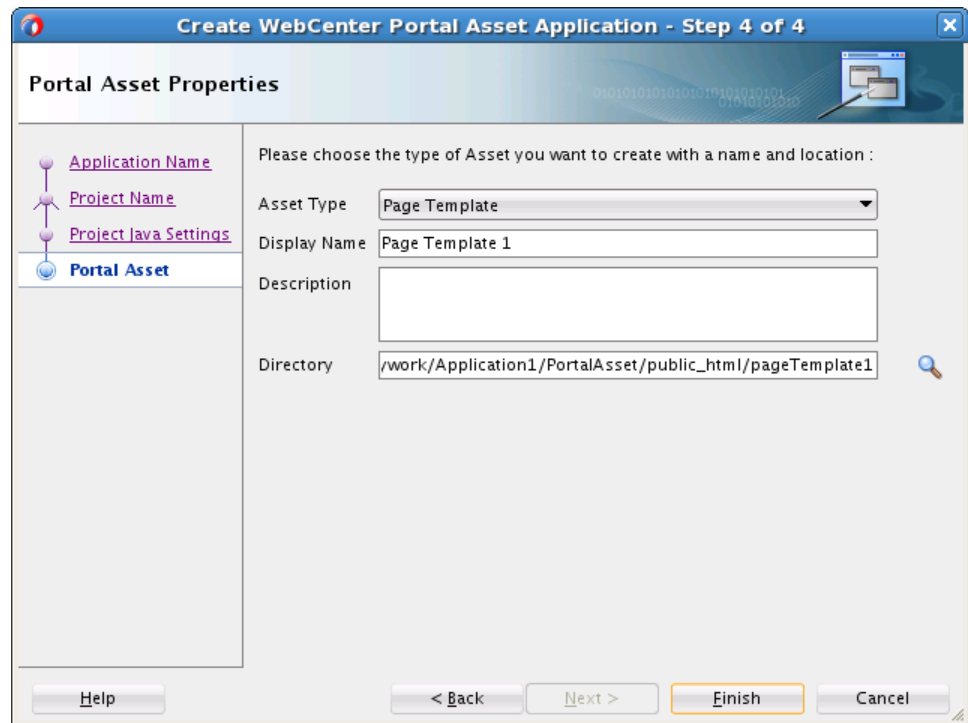 Create WebCenter Portal Asset Application - Step 4 of 4
Portal Asset Properties
0101010101010101010101010101
01010101010
Application Name
Project Name
Project Java Settings
Portal Asset
Please choose the type of Asset you want to create with a name and location :
Asset Type Page Template
Display Name Page Template 1
Description
Directory /work/Application1/PortalAsset/public_html/pageTemplate1
Help < Back Next > Finish Cancel